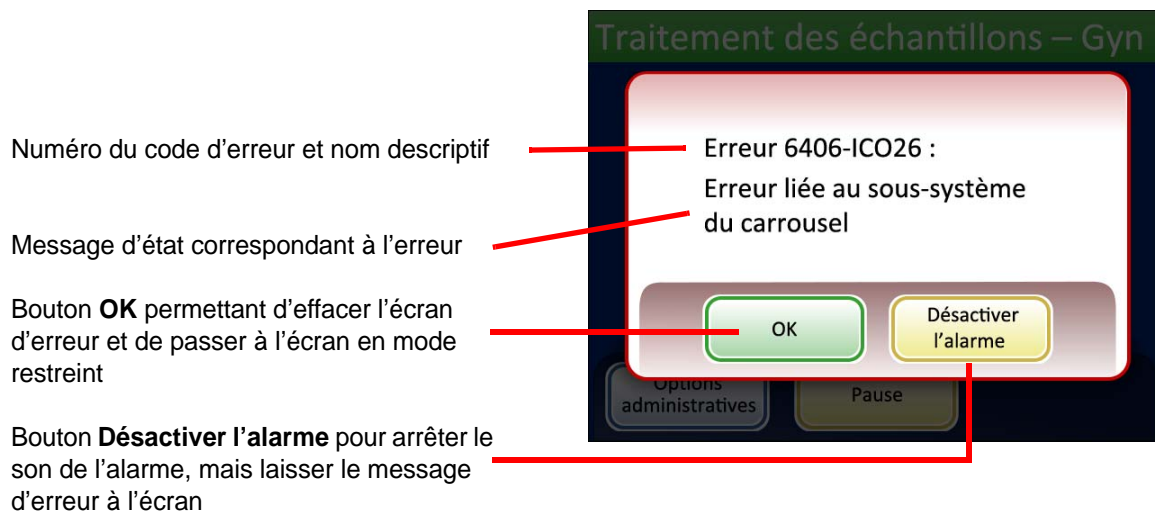 Traitement des échantillons – Gyn
Numéro du code d'erreur et nom descriptif
Erreur 6406-ICO26 :
Message d'état correspondant à l'erreur
Erreur liée au sous-système
du carrousel
Bouton OK permettant d'effacer l'écran
d'erreur et de passer à l'écran en mode
restreint
OK
Désactiver
l'alarme
Options
administratives
Pause
Bouton Désactiver l'alarme pour arrêter le
son de l'alarme, mais laisser le message
d'erreur à l'écran